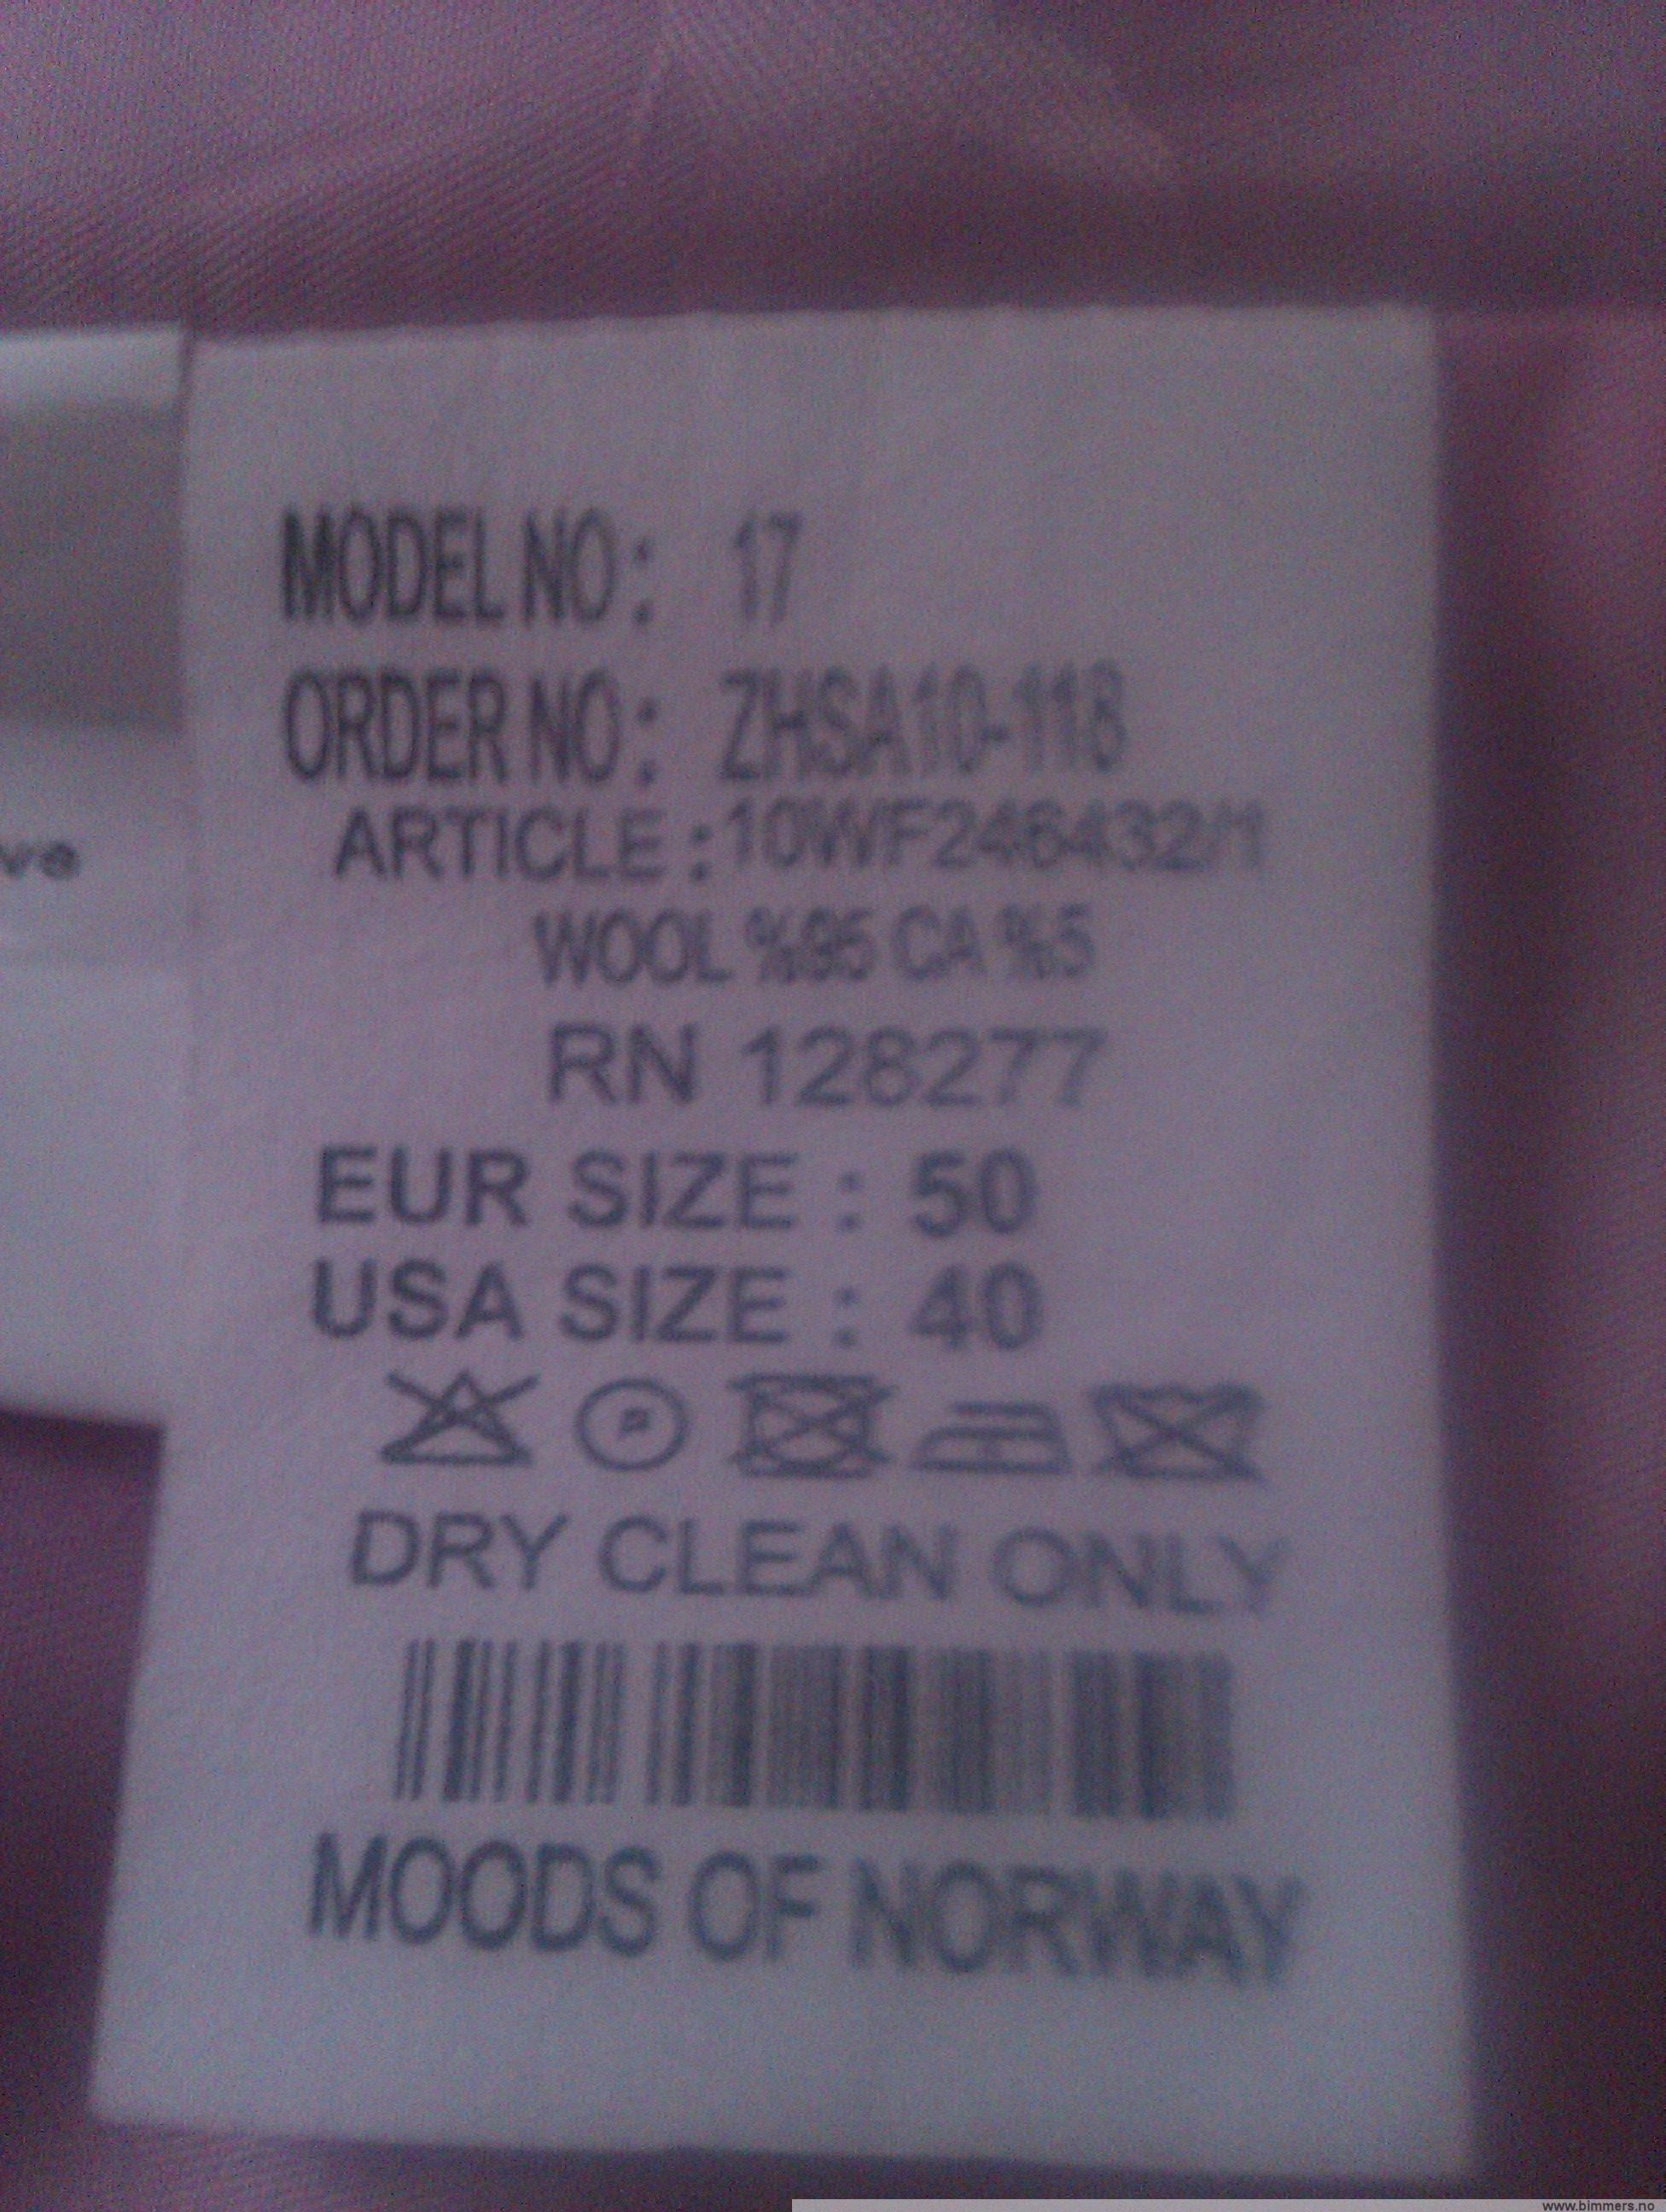 MODEL NO: 17
ORDER NO: ZHSA10-118
ARTICLE:10WF246432/1
WOOL %95 CA %5
RN 128277
EUR SIZE : 50
USA SIZE : 40
P
DRY CLEAN ONLY
MOODS OF NORWAY
www.bimmers.no